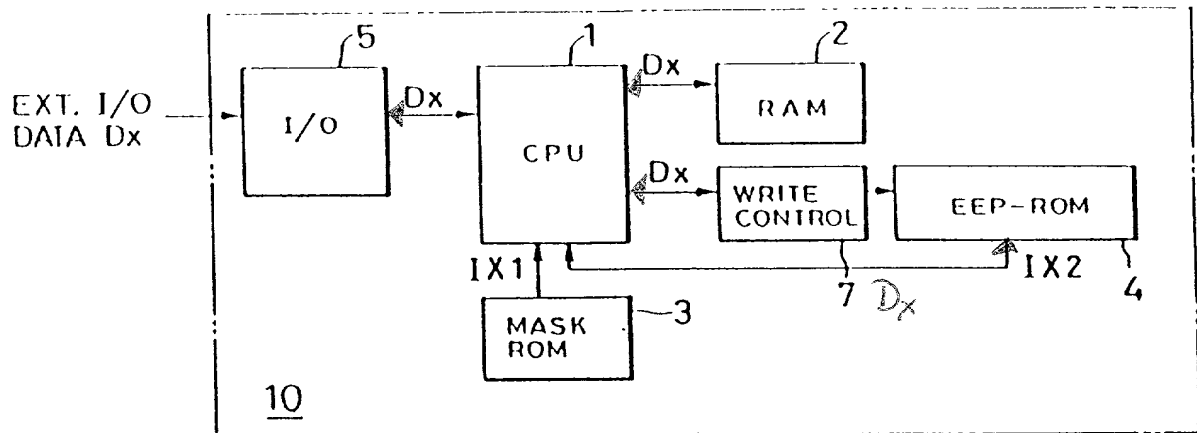 5
1
2
EXT. I/O
DATA Dx
I/O
Dx
CPU
Dx
RAM
Dx
WRITE
CONTROL
EEP-ROM
IX1
IX2
7
Dx
4
MASK
ROM
3
10